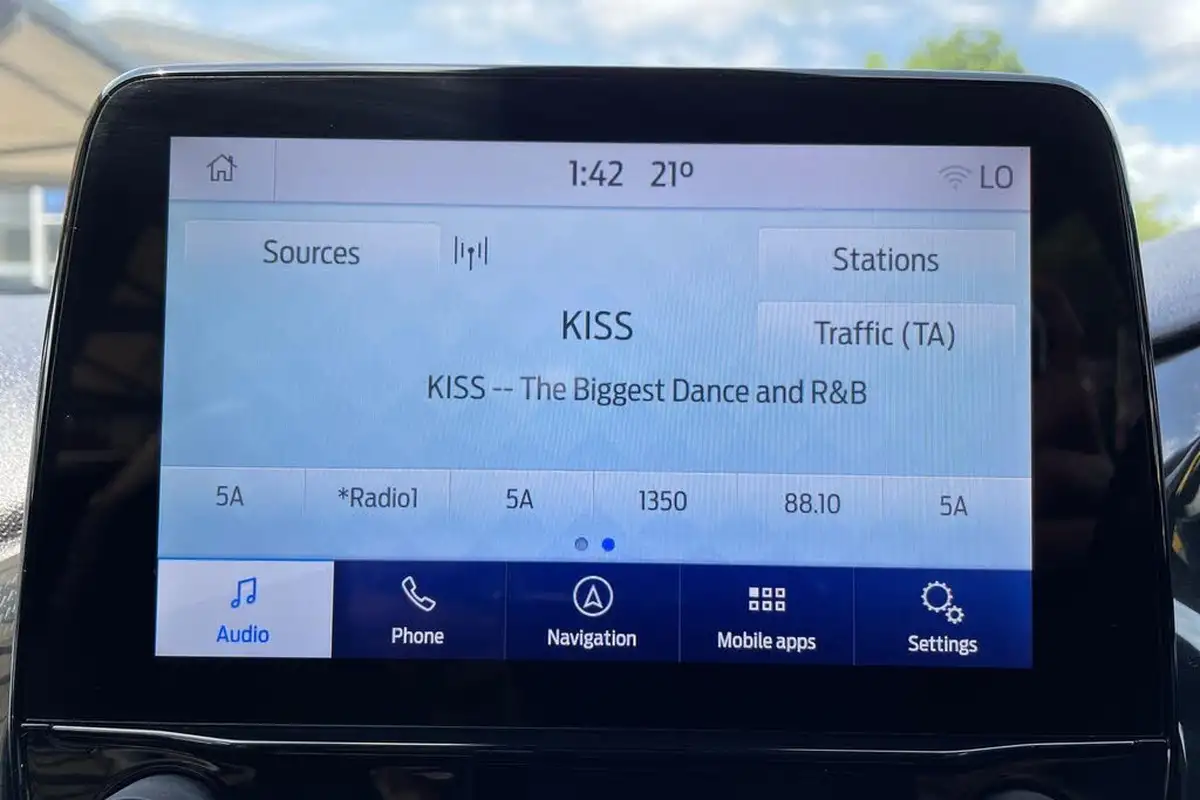 1:42 21° LO
Sources Stations
KISS Traffic (TA)
KISS -- The Biggest Dance and R&B
5A *Radio1 5A 1350 88.10 5A
Audio Phone Navigation Mobile apps Settings